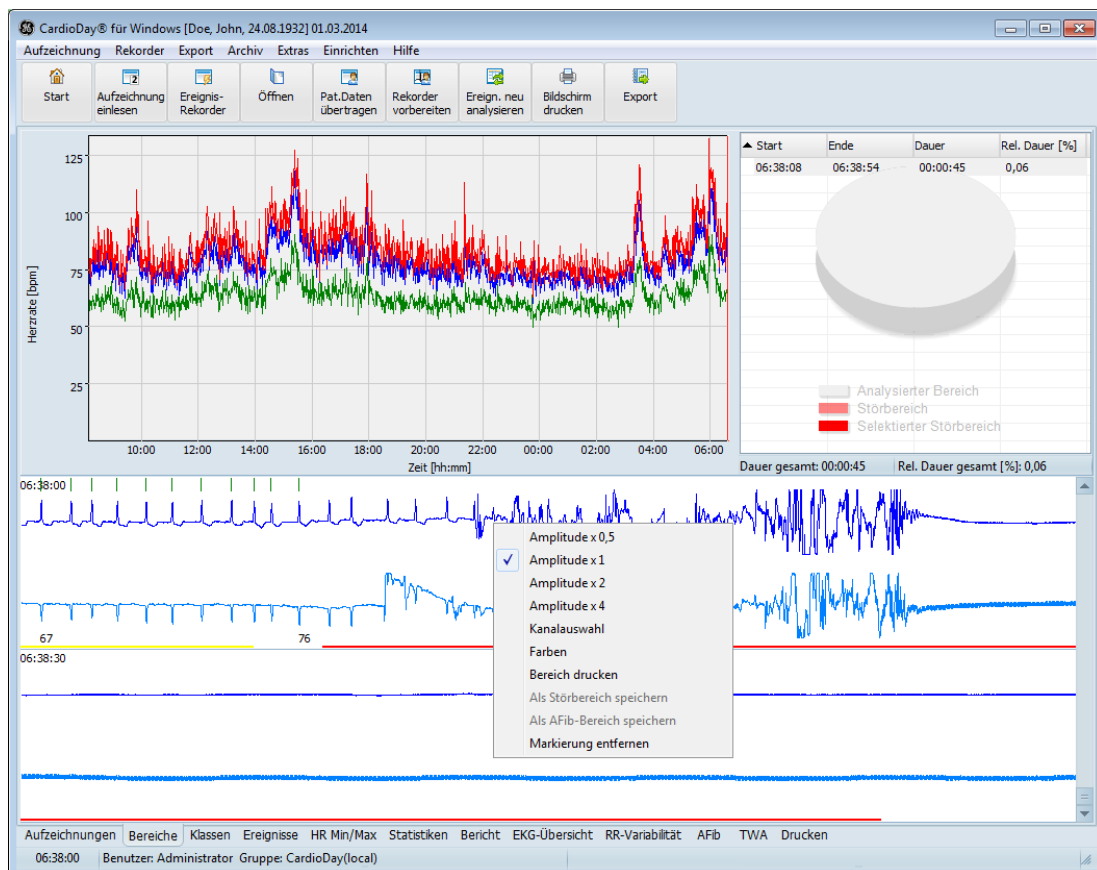 CardioDay® für Windows [Doe, John, 24.08.1932] 01.03.2014
Aufzeichnung Rekorder Export Archiv Extras Einrichten Hilfe
Start
Aufzeichnung
einlesen
Ereignis-
Rekorder
Öffnen
Pat.Daten
übertragen
Rekorder
vorbereiten
Ereign. neu
analysieren
Bildschirm
drucken
Export
Herzrate [bpm]
125
100
75
50
25
10:00 12:00 14:00 16:00 18:00 20:00 22:00 00:00 02:00 04:00 06:00
Zeit [hh:mm]
Start Ende Dauer Rel. Dauer [%]
06:38:08 06:38:54 00:00:45 0,06
Analysierter Bereich
Störbereich
Selektierter Störbereich
Dauer gesamt: 00:00:45 Rel. Dauer gesamt [%]: 0,06
06:38:00
67 76
06:38:30
Amplitude x 0,5
Amplitude x 1
Amplitude x 2
Amplitude x 4
Kanalauswahl
Farben
Bereich drucken
Als Störbereich speichern
Als AFib-Bereich speichern
Markierung entfernen
Aufzeichnungen Bereiche Klassen Ereignisse HR Min/Max Statistiken Bericht EKG-Übersicht RR-Variabilität AFib TWA Drucken
06:38:00 Benutzer: Administrator Gruppe: CardioDay(local)